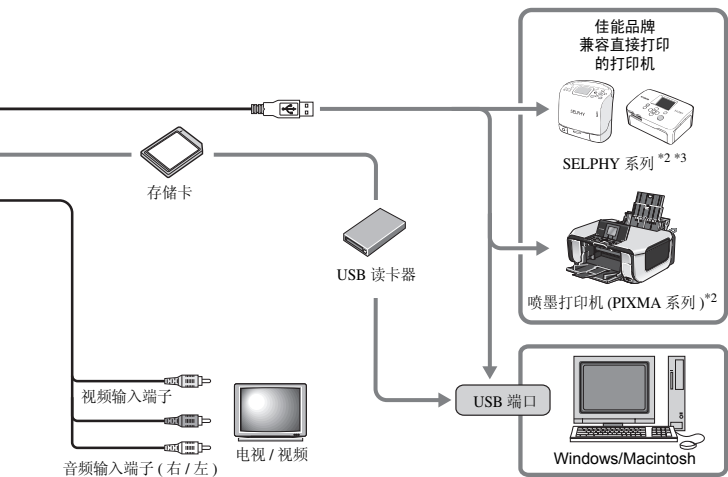 佳能品牌
兼容直接打印
的打印机
SELPHY
SELPHY 系列 *2 *3
存储卡
USB 读卡器
喷墨打印机 (PIXMA 系列 )*2
视频输入端子
USB 端口
电视 / 视频
音频输入端子 ( 右 / 左 )
Windows/Macintosh